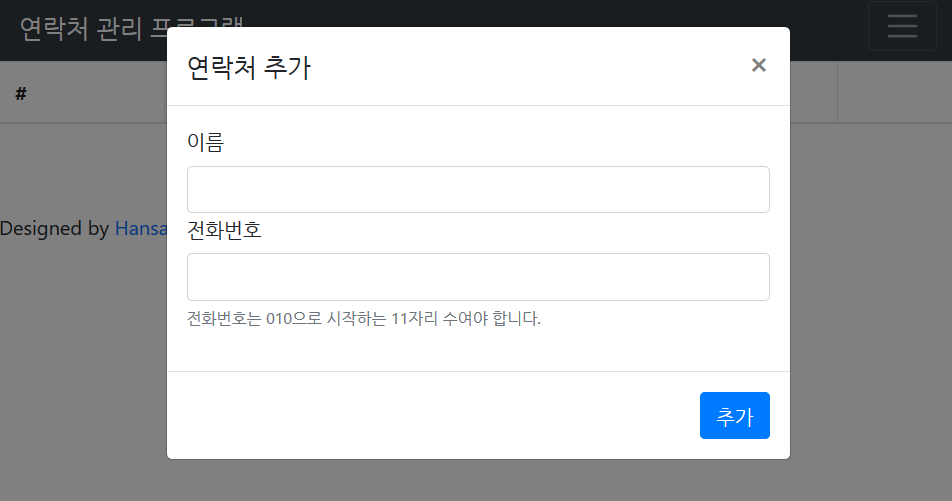 연락처 관리 프로그램
연락처 추가
×
#
이름
전화번호
전화번호는 010으로 시작하는 11자리 수여야 합니다.
Designed by Hansa
추가